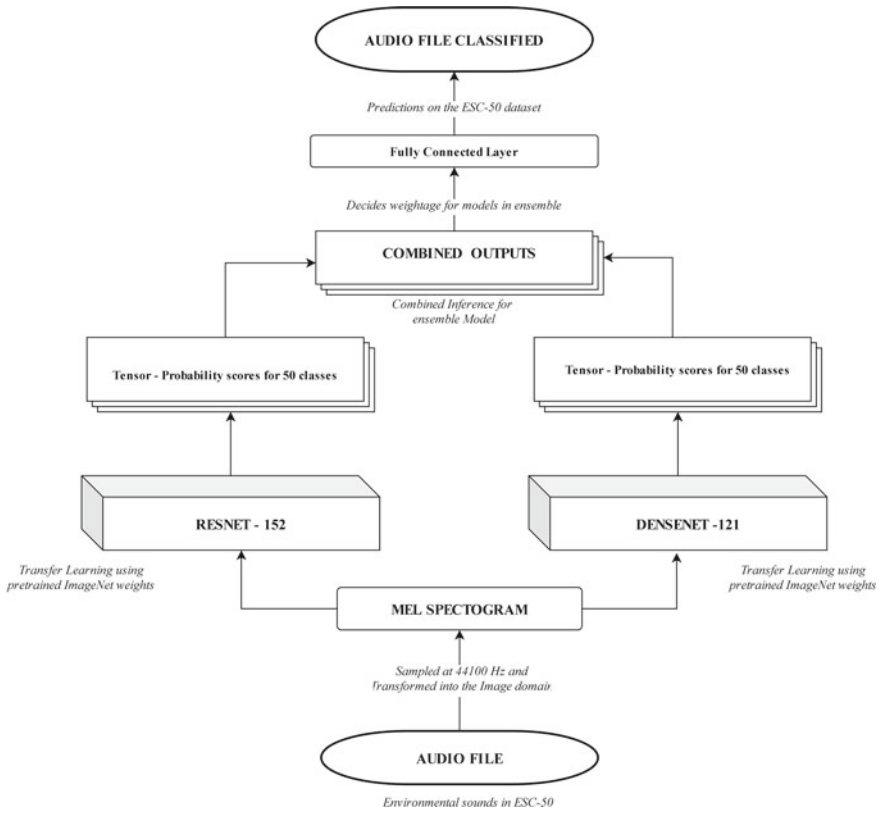 AUDIO FILE CLASSIFIED
Predictions on the ESC-50 dataset
Fully Connected Layer
Decides weightage for models in ensemble
COMBINED OUTPUTS
Combined Inference for
ensemble Model
Tensor - Probability scores for 50 classes
Tensor - Probability scores for 50 classes
RESNET - 152
DENSENET -121
Transfer Learning using
pretrained ImageNet weights
Transfer Learning using
pretrained ImageNet weights
MEL SPECTOGRAM
Sampled at 44100 Hz and
Transformed into the Image domain
AUDIO FILE
Environmental sounds in ESC-50